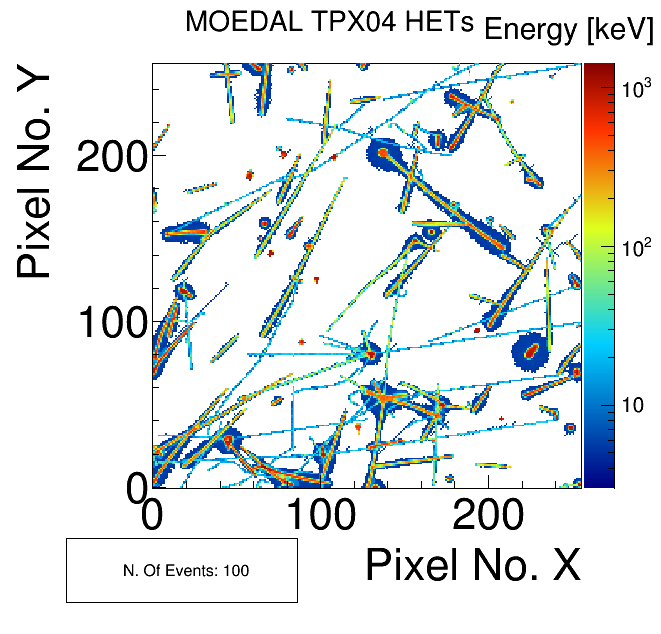 MOEDAL TPX04 HETs
Energy [keV]
Pixel No. Y
200
100
0
0
100
200
10³
10²
10
Pixel No. X
N. Of Events: 100